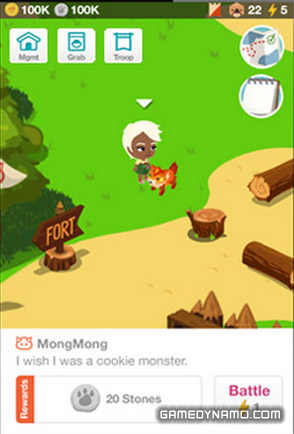 100K 100K 22 5
Mgmt Grab Troop
FORT
MongMong
I wish I was a cookie monster.
Rewards
20 Stones
Battle
1
GAMEDYNAMO.COM